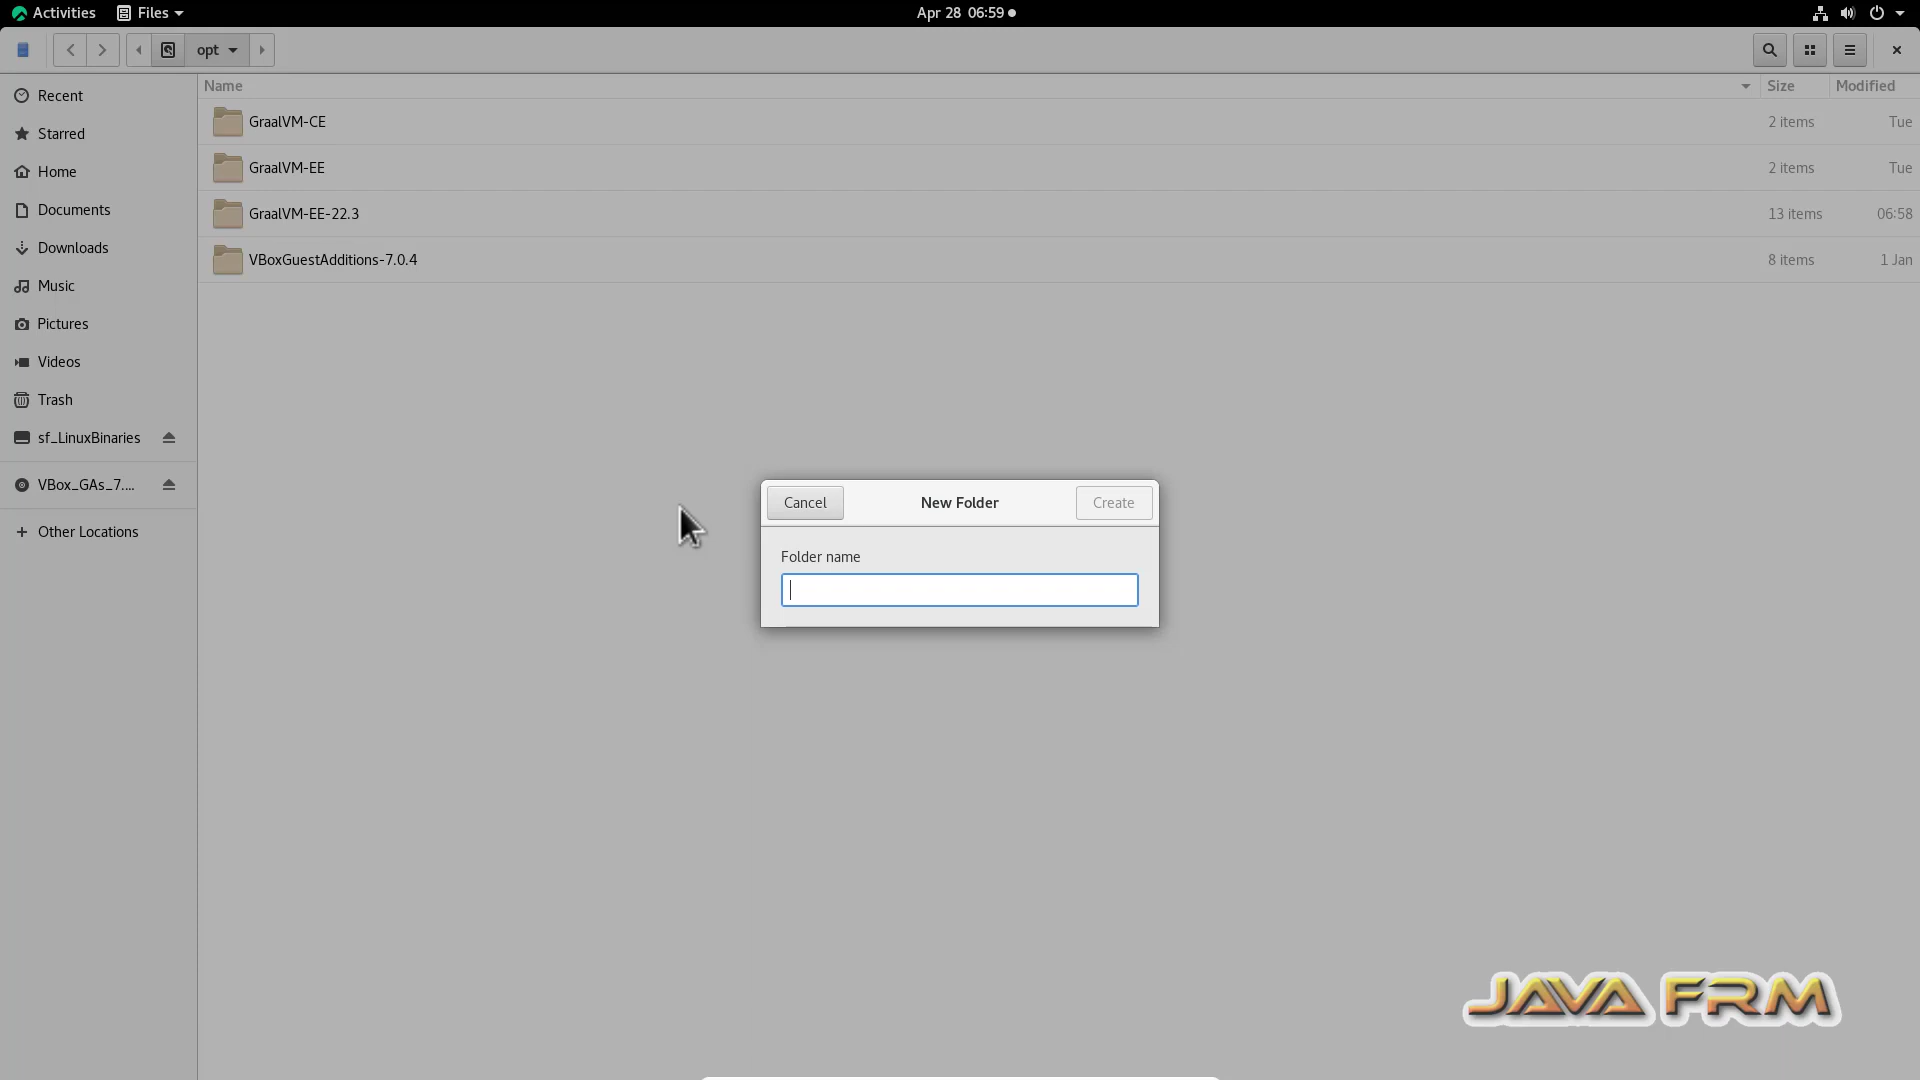 Activities
Files
Apr 28 06:59
opt
Name
Size
Modified
Recent
Starred
Home
Documents
Downloads
Music
Pictures
Videos
Trash
sf_LinuxBinaries
VBox_GAs_7....
Other Locations
GraalVM-CE
2 items
Tue
GraalVM-EE
2 items
Tue
GraalVM-EE-22.3
13 items
06:58
VBoxGuestAdditions-7.0.4
8 items
1 Jan
Cancel
New Folder
Create
Folder name
JAVA FRM